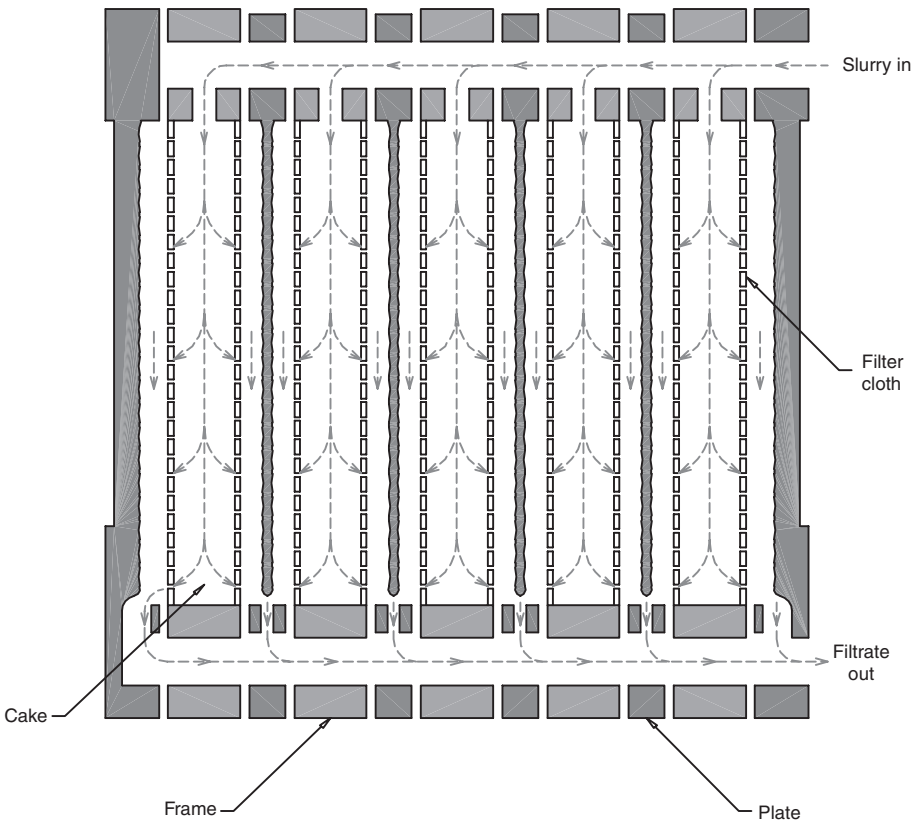 Slurry in
Filter
cloth
Filtrate
out
Cake
Frame
Plate